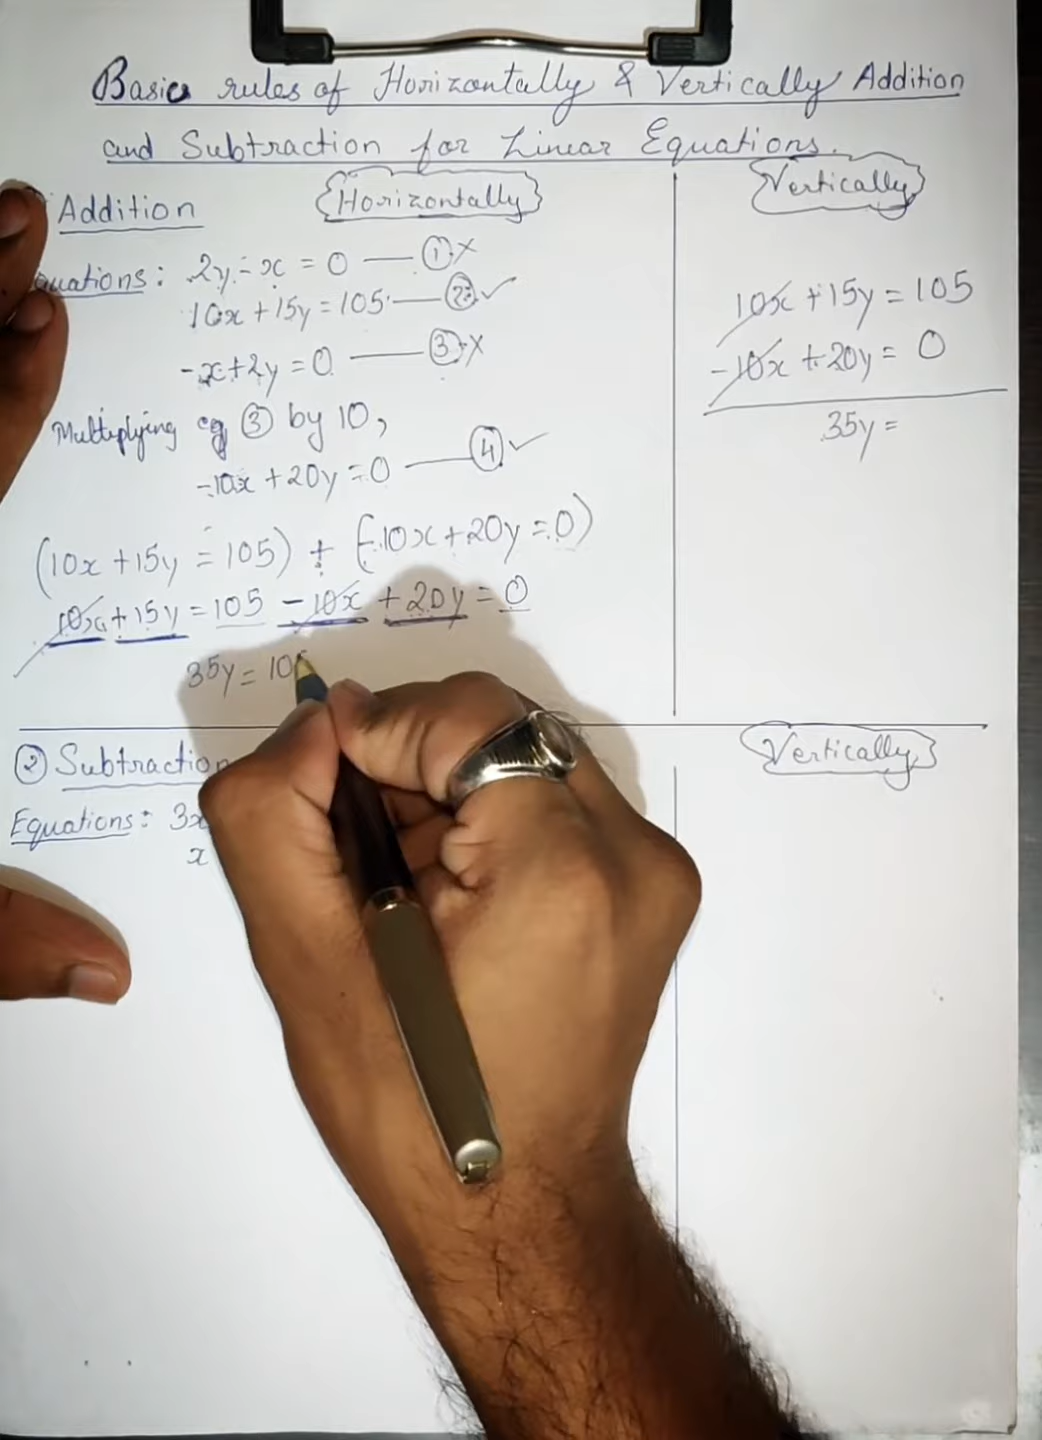 Basic rules of Horizontally & Vertically Addition
and Subtraction for Linear Equations.
Addition
Horizontally
quations: 2y - x = 0 — ① ×
10x + 15y = 105 — ② ✓
-x + 2y = 0 — ③ ×
Multiplying eq ③ by 10,
-10x + 20y = 0 — ④ ✓
(10x + 15y = 105) + (-10x + 20y = 0)
10x + 15y = 105 - 10x + 20y = 0
35y = 10
Vertically
10x + 15y = 105
-10x + 20y = 0
35y =
② Subtraction
Equations: 3x
x
Vertically